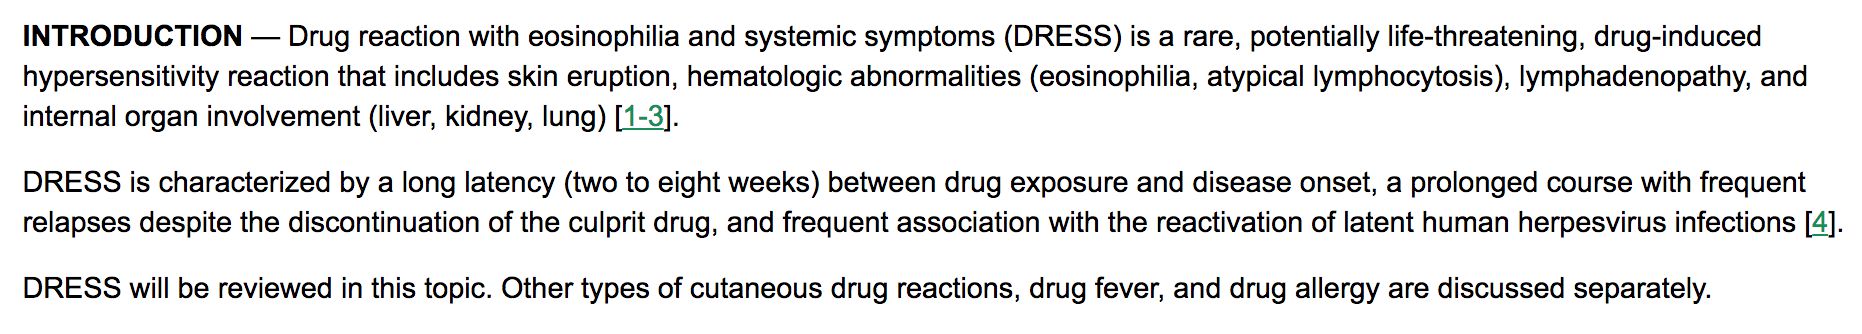 INTRODUCTION — Drug reaction with eosinophilia and systemic symptoms (DRESS) is a rare, potentially life-threatening, drug-induced
hypersensitivity reaction that includes skin eruption, hematologic abnormalities (eosinophilia, atypical lymphocytosis), lymphadenopathy, and
internal organ involvement (liver, kidney, lung) [1-3].
DRESS is characterized by a long latency (two to eight weeks) between drug exposure and disease onset, a prolonged course with frequent
relapses despite the discontinuation of the culprit drug, and frequent association with the reactivation of latent human herpesvirus infections [4].
DRESS will be reviewed in this topic. Other types of cutaneous drug reactions, drug fever, and drug allergy are discussed separately.